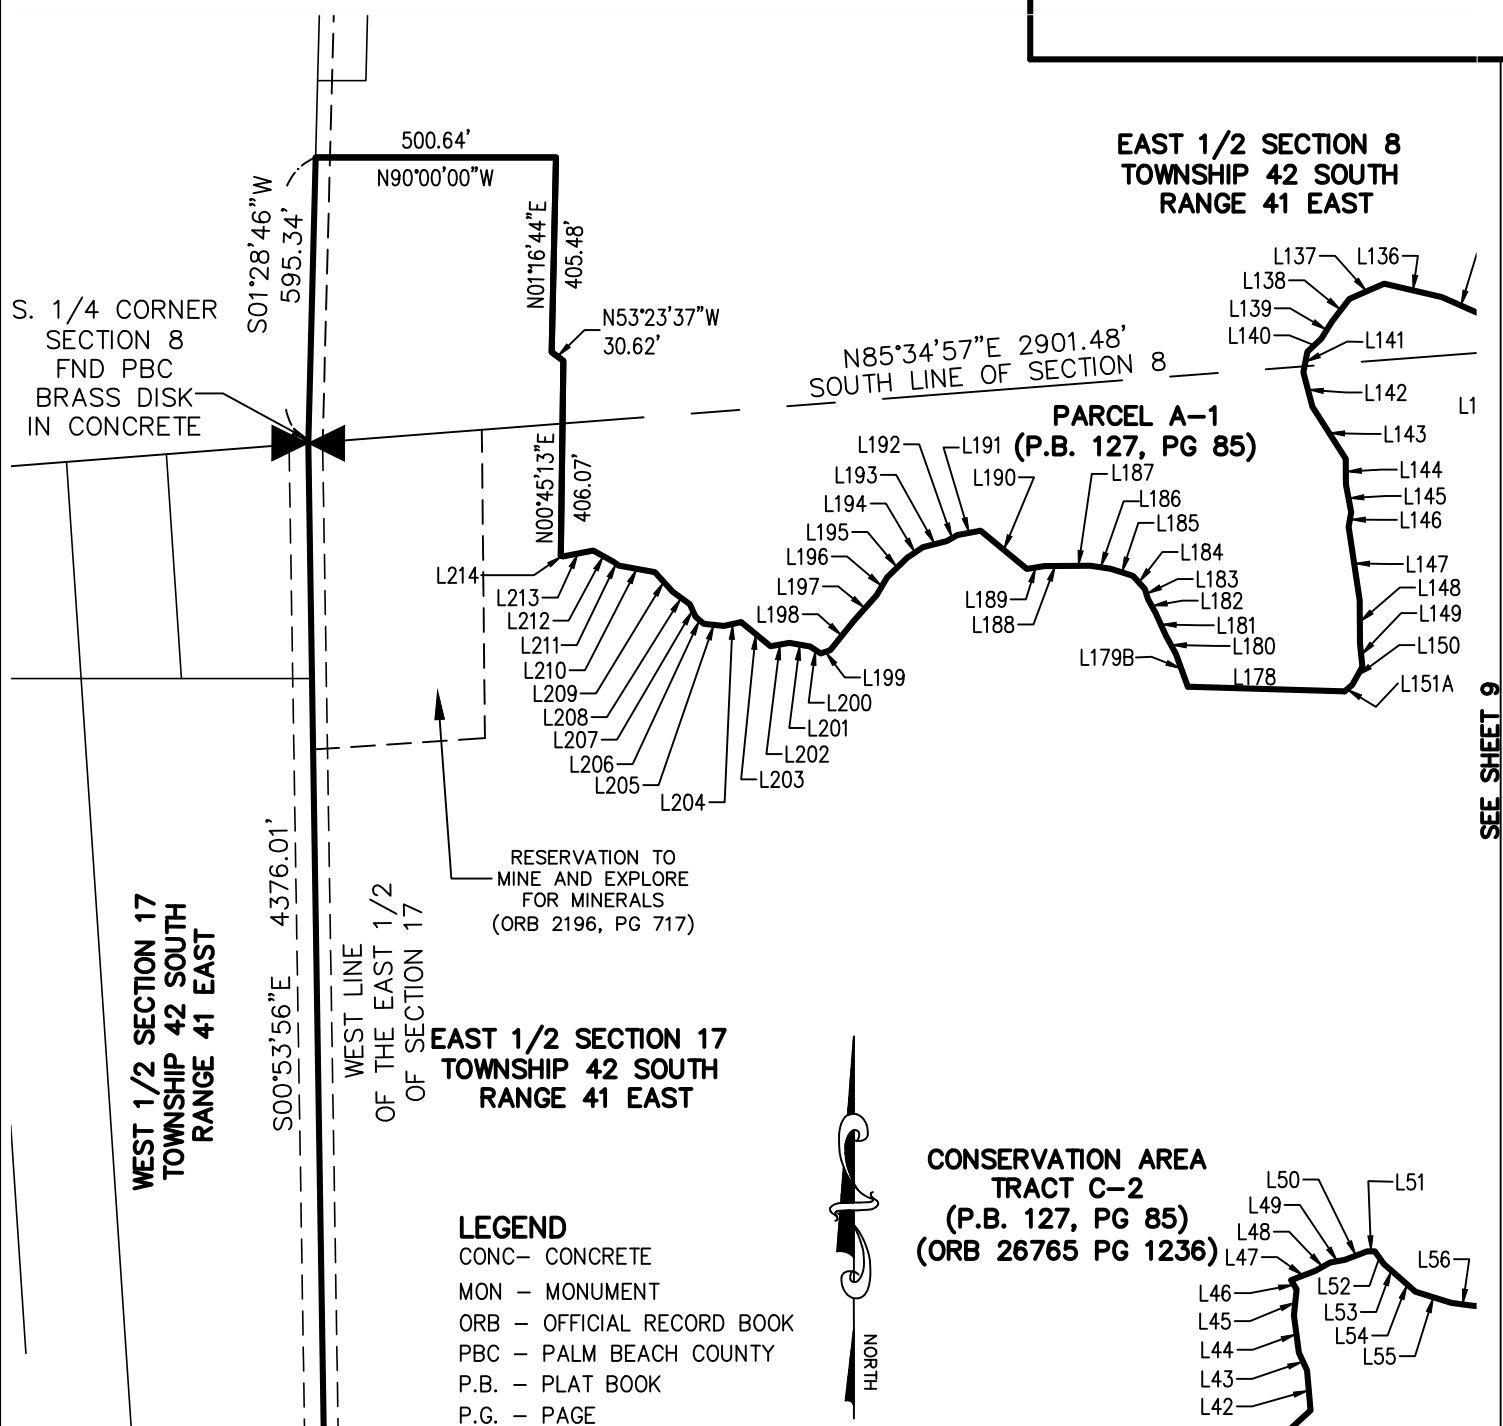 500.64'
N90°00'00"W
S01°28'46"W
595.34'
N01°16'44"E
405.48'
N53°23'37"W
30.62'
EAST 1/2 SECTION 8
TOWNSHIP 42 SOUTH
RANGE 41 EAST
S. 1/4 CORNER
SECTION 8
FND PBC
BRASS DISK
IN CONCRETE
N85°34'57"E 2901.48'
SOUTH LINE OF SECTION 8
PARCEL A-1
(P.B. 127, PG 85)
N00°45'13"E
406.07'
L137
L136
L138
L139
L140
L141
L142
L143
L144
L145
L146
L147
L148
L149
L150
L151A
L178
L179B
L180
L181
L182
L183
L184
L185
L186
L187
L188
L189
L190
L191
L192
L193
L194
L195
L196
L197
L198
L199
L200
L201
L202
L203
L204
L205
L206
L207
L208
L209
L210
L211
L212
L213
L214
SEE SHEET 9
RESERVATION TO
MINE AND EXPLORE
FOR MINERALS
(ORB 2196, PG 717)
S00°53'56"E 4376.01'
WEST LINE
OF THE EAST 1/2
OF SECTION 17
WEST 1/2 SECTION 17
TOWNSHIP 42 SOUTH
RANGE 41 EAST
EAST 1/2 SECTION 17
TOWNSHIP 42 SOUTH
RANGE 41 EAST
NORTH
CONSERVATION AREA
TRACT C-2
(P.B. 127, PG 85)
(ORB 26765 PG 1236)
L50
L51
L49
L48
L47
L46
L45
L44
L43
L42
L52
L53
L54
L55
L56
LEGEND
CONC- CONCRETE
MON - MONUMENT
ORB - OFFICIAL RECORD BOOK
PBC - PALM BEACH COUNTY
P.B. - PLAT BOOK
P.G. - PAGE